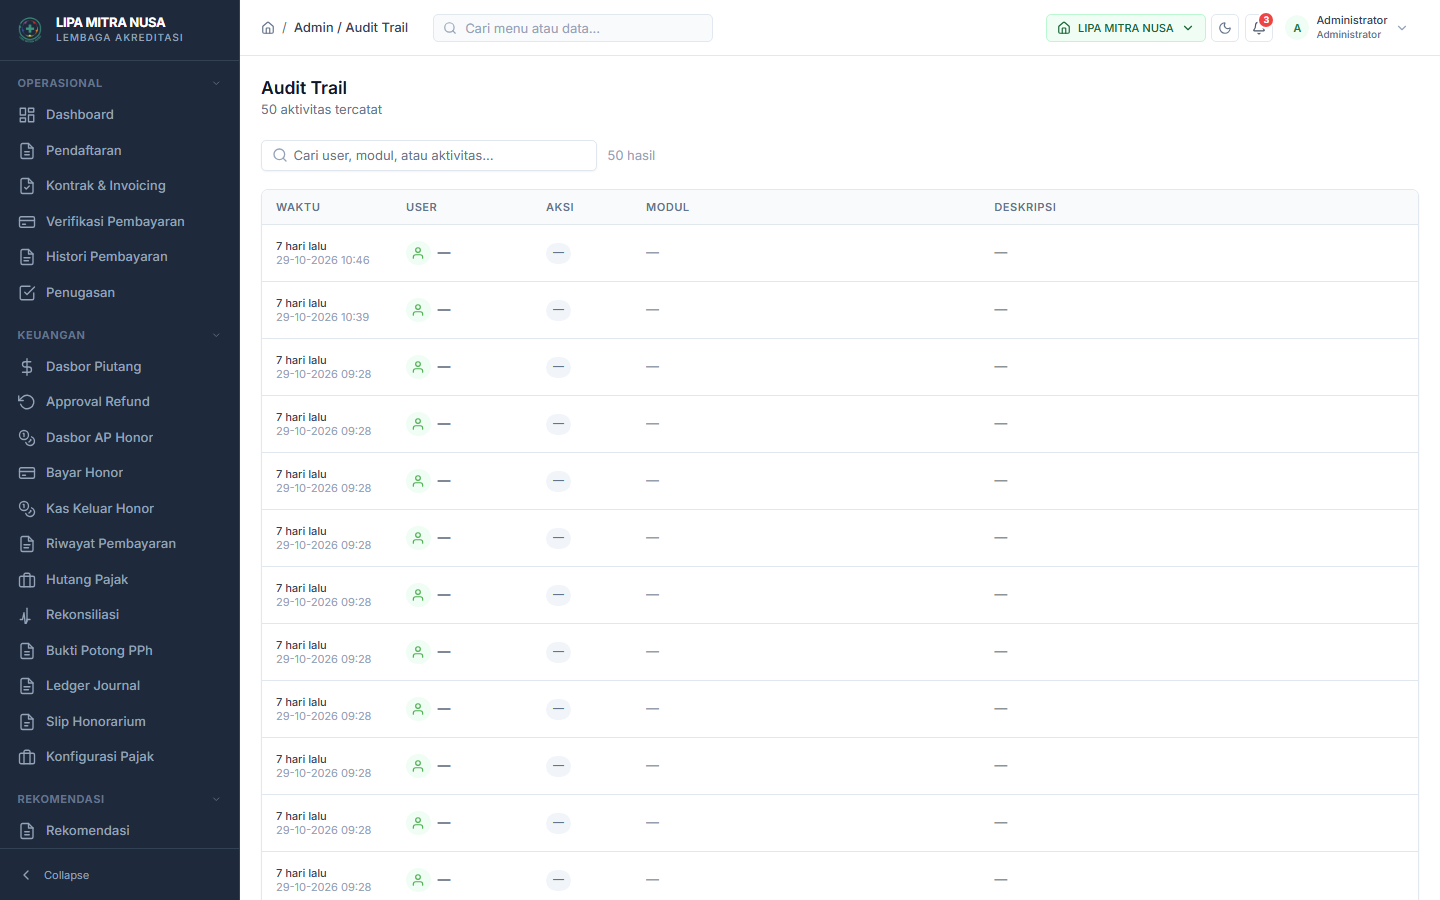 LIPA MITRA NUSA
LEMBAGA AKREDITASI
OPERASIONAL
Dashboard
Pendaftaran
Kontrak & Invoicing
Verifikasi Pembayaran
Histori Pembayaran
Penugasan
KEUANGAN
Dasbor Piutang
Approval Refund
Dasbor AP Honor
Bayar Honor
Kas Keluar Honor
Riwayat Pembayaran
Hutang Pajak
Rekonsiliasi
Bukti Potong PPh
Ledger Journal
Slip Honorarium
Konfigurasi Pajak
REKOMENDASI
Rekomendasi
Collapse
/ Admin / Audit Trail
Cari menu atau data...
LIPA MITRA NUSA
3
A
Administrator
Administrator
Audit Trail
50 aktivitas tercatat
Cari user, modul, atau aktivitas...
50 hasil
WAKTU USER AKSI MODUL DESKRIPSI
7 hari lalu
29-10-2026 10:46 — — — —
7 hari lalu
29-10-2026 10:39 — — — —
7 hari lalu
29-10-2026 09:28 — — — —
7 hari lalu
29-10-2026 09:28 — — — —
7 hari lalu
29-10-2026 09:28 — — — —
7 hari lalu
29-10-2026 09:28 — — — —
7 hari lalu
29-10-2026 09:28 — — — —
7 hari lalu
29-10-2026 09:28 — — — —
7 hari lalu
29-10-2026 09:28 — — — —
7 hari lalu
29-10-2026 09:28 — — — —
7 hari lalu
29-10-2026 09:28 — — — —
7 hari lalu
29-10-2026 09:28 — — — —